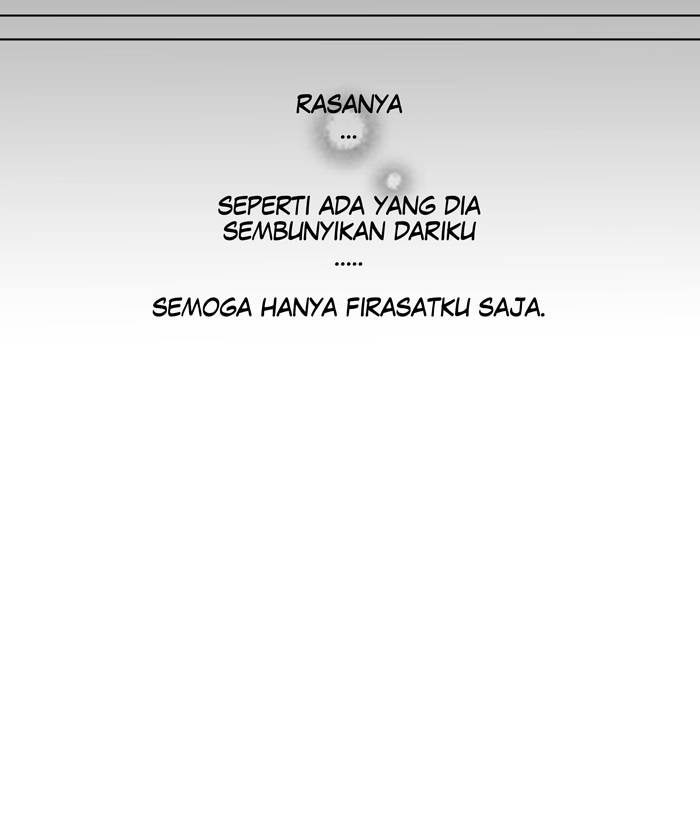 RASANYA
...
SEPERTI ADA YANG DIA
SEMBUNYIKAN DARIKU
.....
SEMOGA HANYA FIRASATKU SAJA.